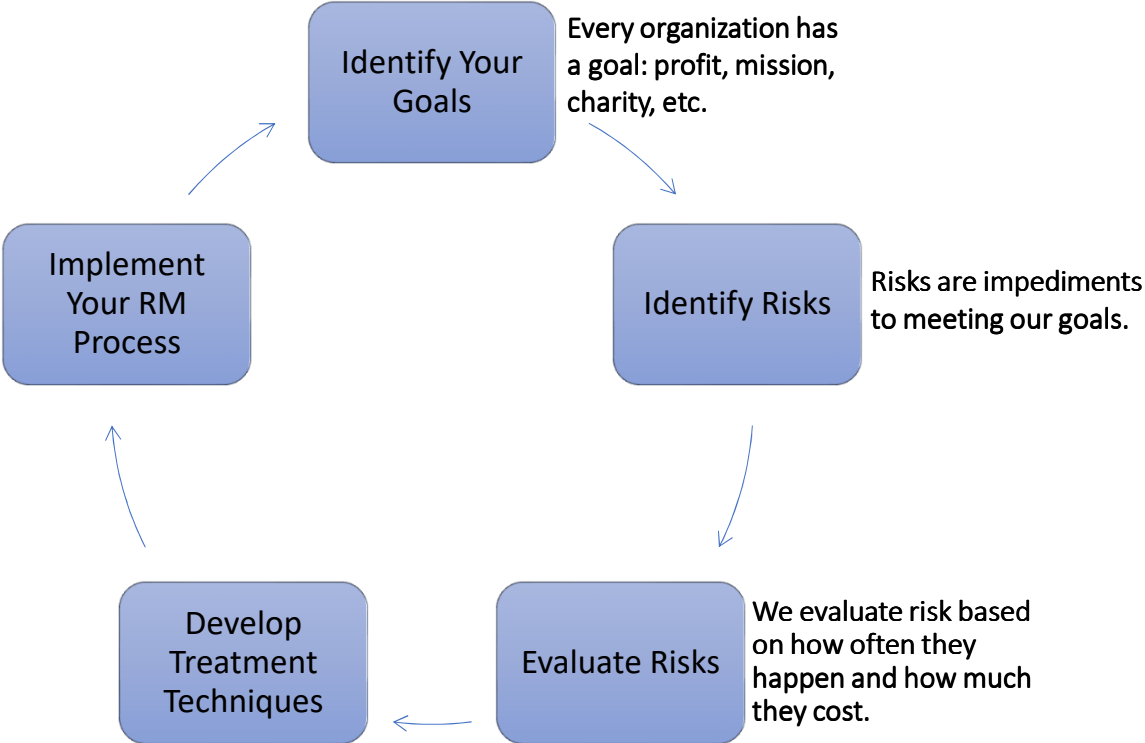 Identify Your
Goals
Every organization has
a goal: profit, mission,
charity, etc.
Identify Risks
Risks are impediments
to meeting our goals.
Evaluate Risks
We evaluate risk based
on how often they
happen and how much
they cost.
Develop
Treatment
Techniques
Implement
Your RM
Process